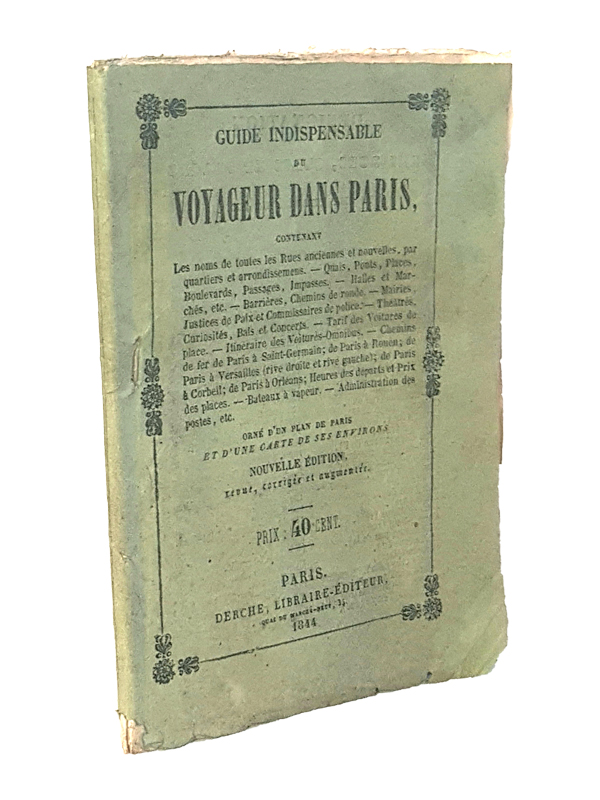 GUIDE INDISPENSABLE
DU
VOYAGEUR DANS PARIS,
CONTENANT
Les noms de toutes les Rues anciennes et nouvelles, par
quartiers et arrondissemens. — Quais, Ponts, Places,
Boulevards, Passages, Impasses. — Halles et Mar-
chés, etc. — Barrières, Chemins de ronde. — Mairies,
Justices de Paix et Commissaires de police. — Théâtres,
Curiosités, Bals et Concerts. — Tarif des Voitures de
place. — Itinéraire des Voitures-Omnibus. — Chemins
de fer de Paris à Saint-Germain; de Paris à Rouen; de
Paris à Versailles (rive droite et rive gauche); de Paris
à Corbeil; de Paris à Orléans; Heures des départs et Prix
des places. — Bateaux à vapeur. — Administration des
postes, etc.
ORNÉ D'UN PLAN DE PARIS
ET D'UNE CARTE DE SES ENVIRONS
NOUVELLE ÉDITION,
revue, corrigée et augmentée.
PRIX : 40 CENT.
PARIS.
DERCHE, LIBRAIRE-ÉDITEUR,
QUAI DU MARCHÉ-NEUF,
1844